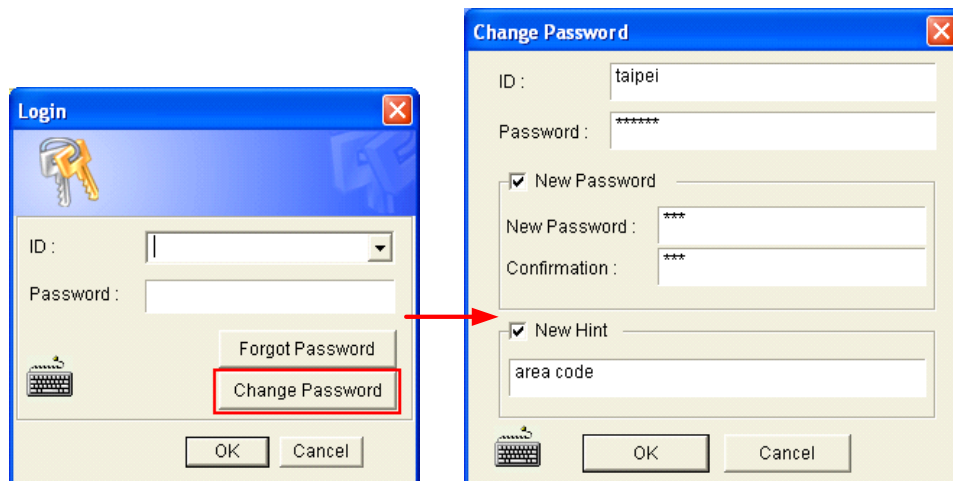 Login
ID :
Password :
Forgot Password
Change Password
OK Cancel
Change Password
ID : taipei
Password : ******
New Password
New Password : ***
Confirmation : ***
New Hint
area code
OK Cancel